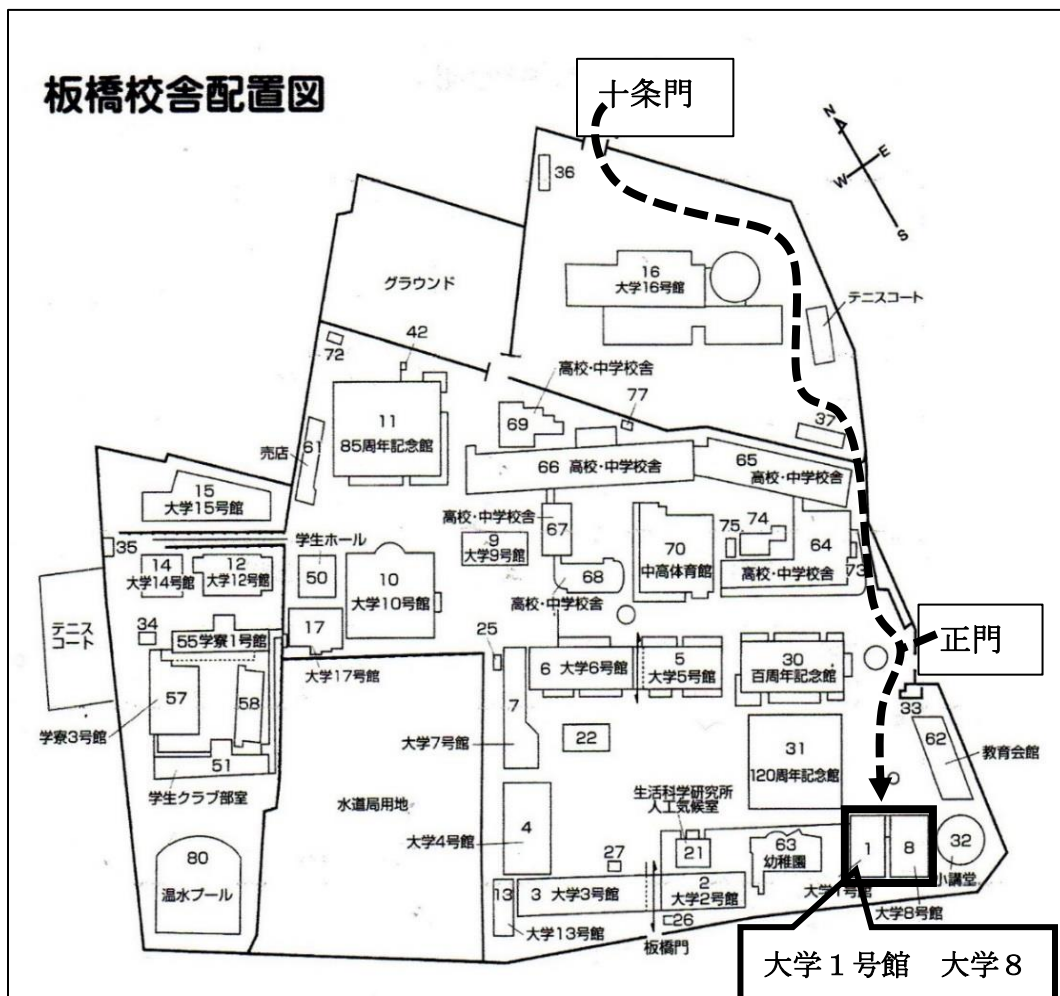 板橋校舎配置図
十条門
N
E
W
S
36
グラウンド
16
大学16号館
テニスコート
72
42
高校・中学校舎
77
37
11
85周年記念館
69
売店
61
66 高校・中学校舎
65
高校・中学校舎
15
大学15号館
高校・中学校舎
67
9
大学9号館
70
中高体育館
75
74
64
35
学生ホール
14
大学14号館
12
大学12号館
50
10
大学10号館
68
高校・中学校舎
高校・中学校舎
73
テニスコート
34
55学寮1号館
17
大学17号館
25
6 大学6号館
5
大学5号館
30
百周年記念館
正門
33
57
58
学寮3号館
7
大学7号館
22
31
120周年記念館
62
教育会館
51
学生クラブ部室
水道局用地
生活科学研究所
人工気候室
大学4号館
4
27
21
63
幼稚園
1
8
32
小講堂
80
温水プール
大学1号館
大学8号館
13
3 大学3号館
2
大学2号館
26
大学13号館
板橋門
大学1号館 大学8